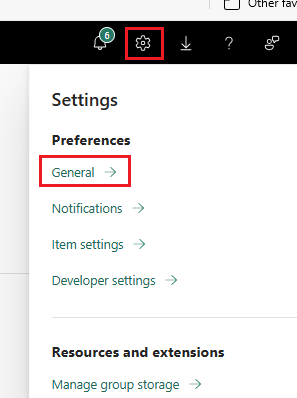 Other fav
6
?
Settings
Preferences
General
Notifications
Item settings
Developer settings
Resources and extensions
Manage group storage